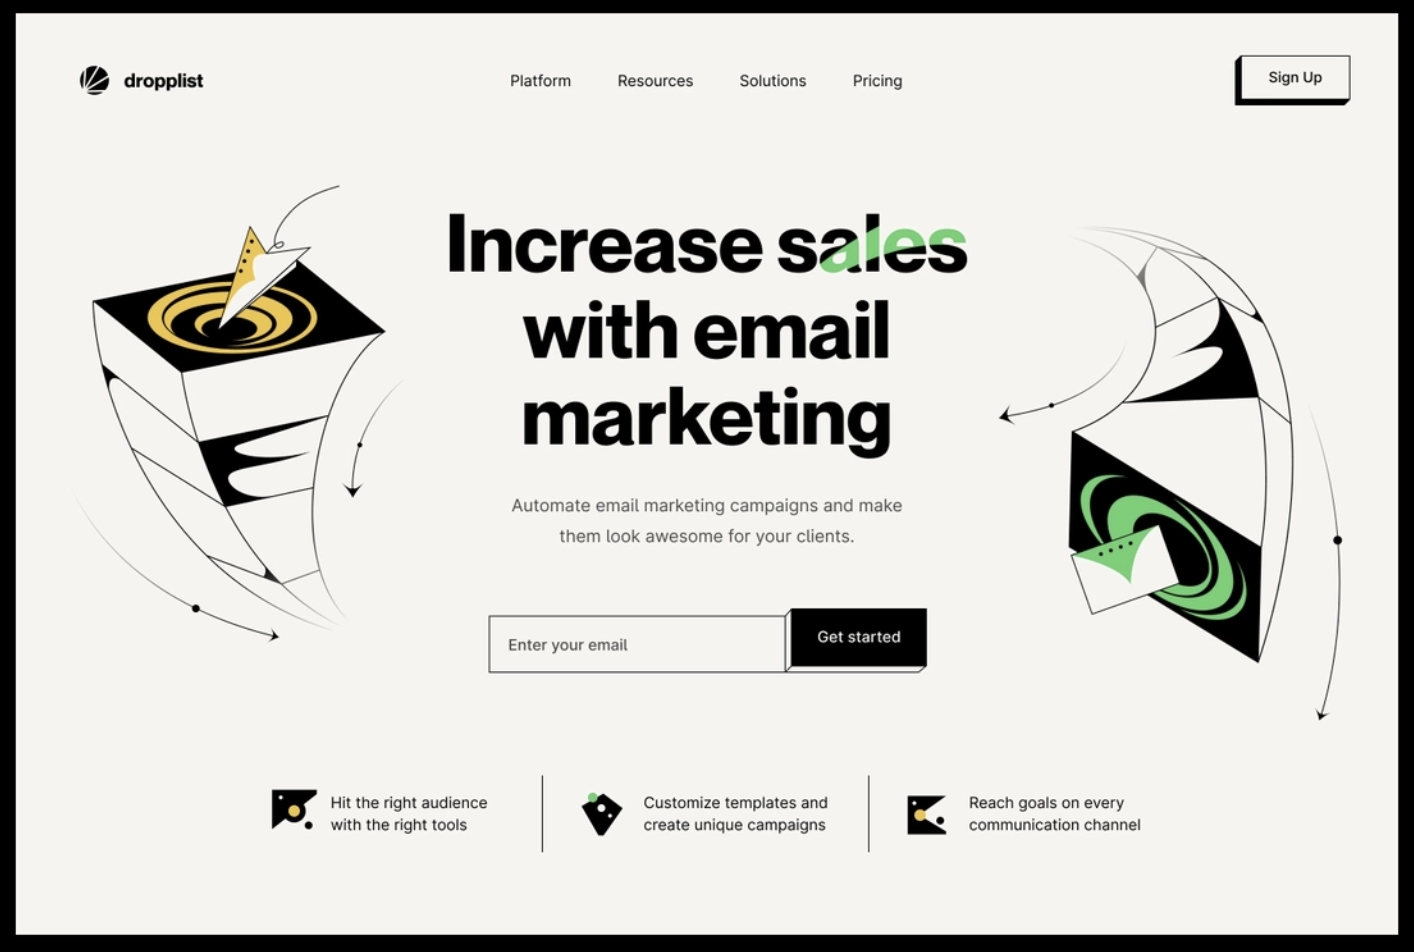 dropplist
Platform
Resources
Solutions
Pricing
Sign Up
Increase sales
with email
marketing
Automate email marketing campaigns and make
them look awesome for your clients.
Enter your email
Get started
Hit the right audience
with the right tools
Customize templates and
create unique campaigns
Reach goals on every
communication channel